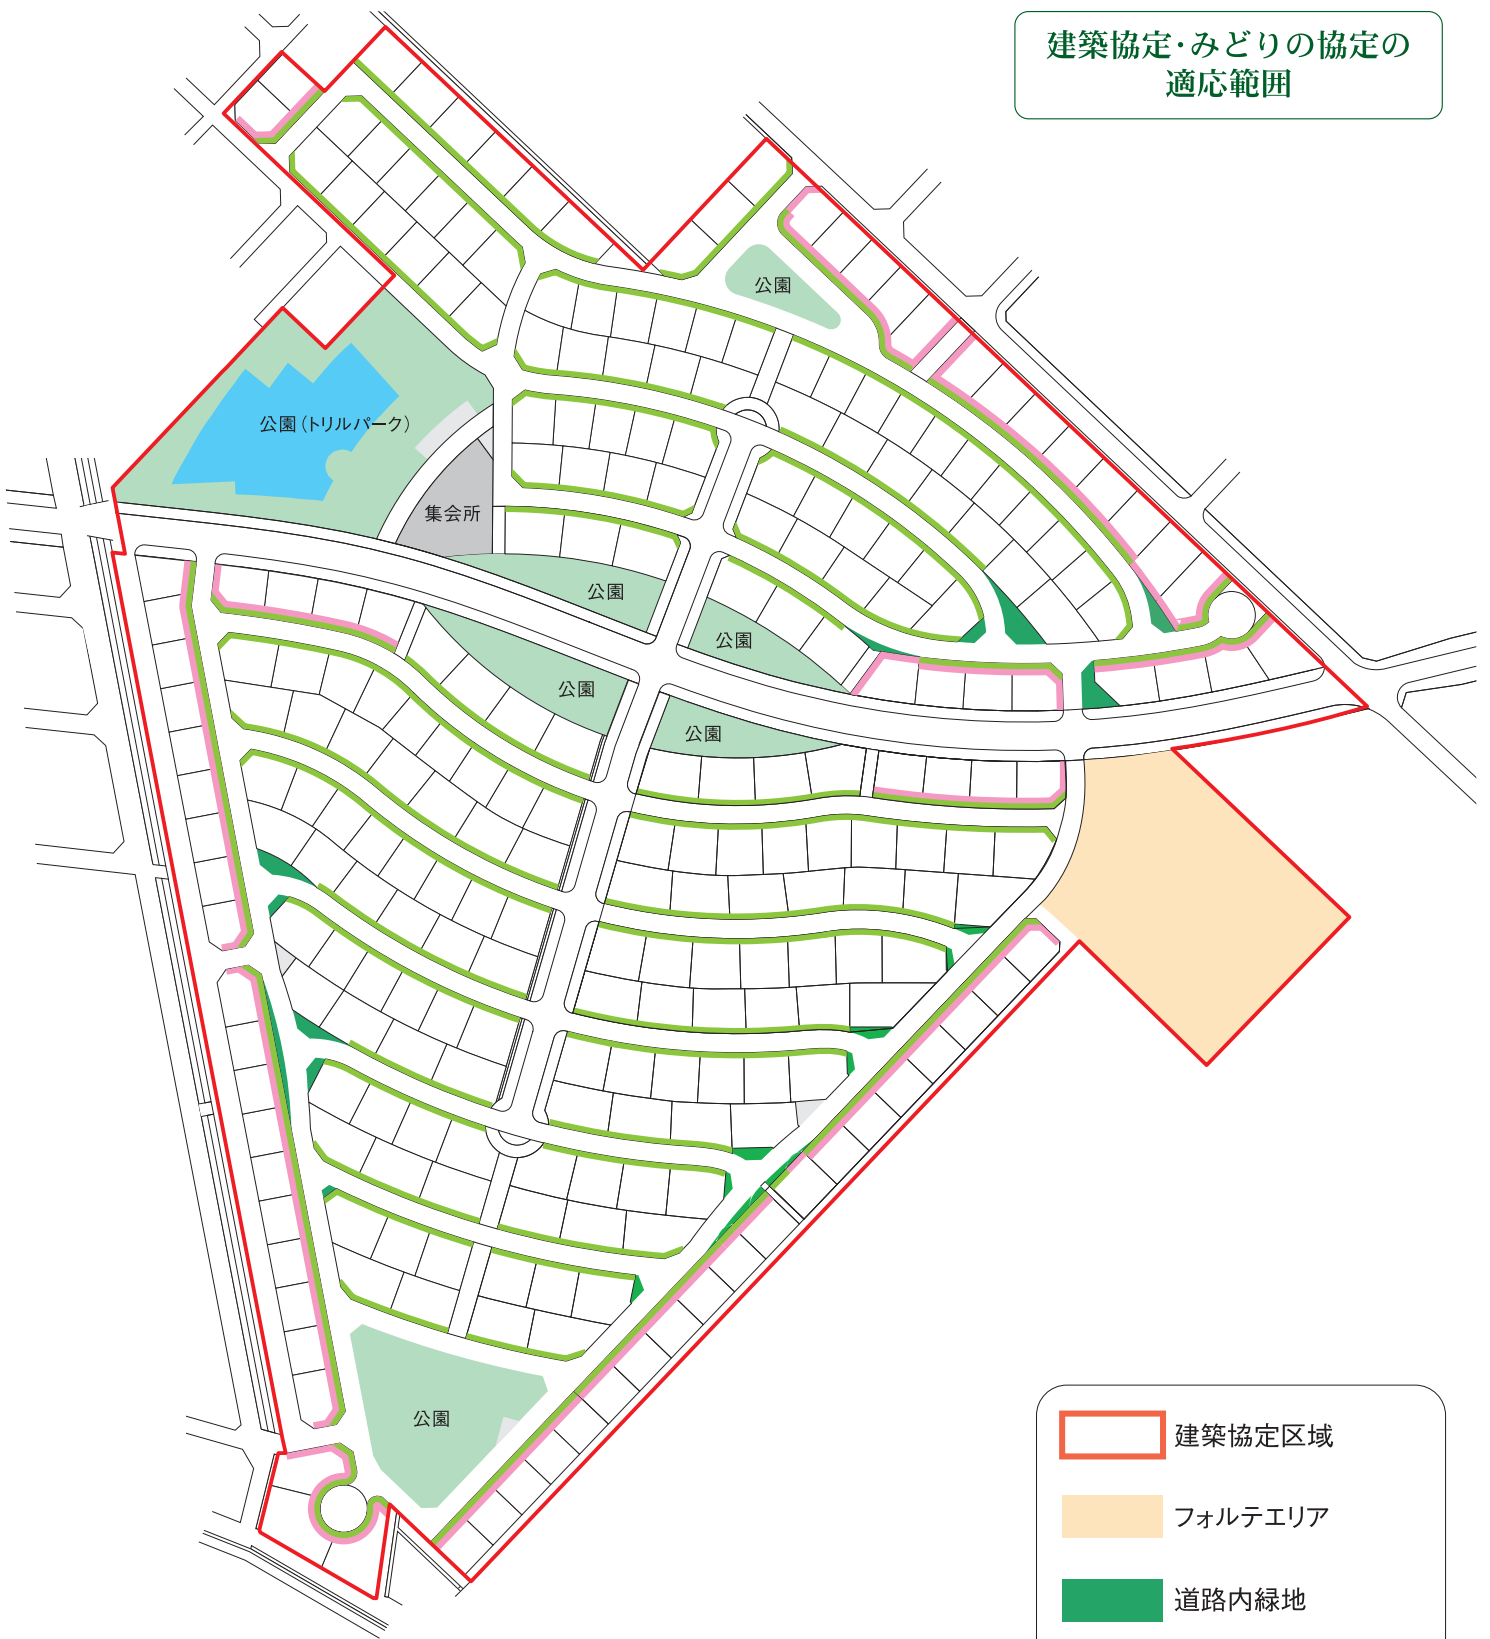 建築協定・みどりの協定の
適応範囲
公園
公園（トリルパーク）
集会所
公園
公園
公園
公園
公園
建築協定区域
フォルテエリア
道路内緑地